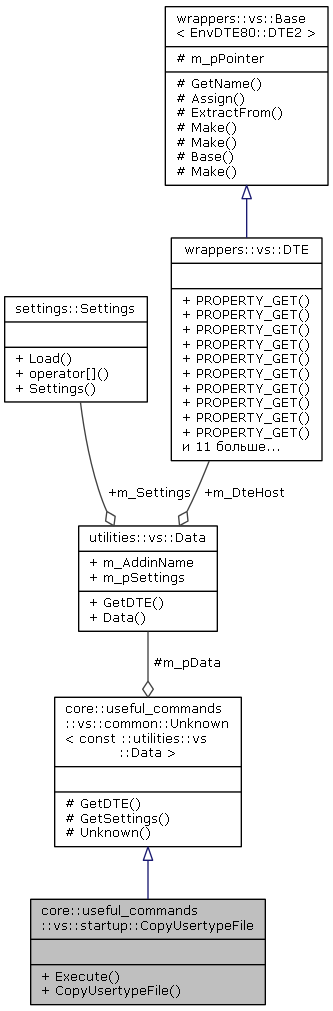 wrappers::vs::Base
< EnvDTE80::DTE2 >
# m_pPointer
# GetName()
# Assign()
# ExtractFrom()
# Make()
# Make()
# Base()
# Make()
wrappers::vs::DTE
+ PROPERTY_GET()
+ PROPERTY_GET()
+ PROPERTY_GET()
+ PROPERTY_GET()
+ PROPERTY_GET()
+ PROPERTY_GET()
+ PROPERTY_GET()
+ PROPERTY_GET()
+ PROPERTY_GET()
+ PROPERTY_GET()
и 11 больше...
settings::Settings
+ Load()
+ operator[]()
+ Settings()
+m_Settings
+m_DteHost
utilities::vs::Data
+ m_AddinName
+ m_pSettings
+ GetDTE()
+ Data()
#m_pData
core::useful_commands
::vs::common::Unknown
< const ::utilities::vs
::Data >
# GetDTE()
# GetSettings()
# Unknown()
core::useful_commands
::vs::startup::CopyUsertypeFile
+ Execute()
+ CopyUsertypeFile()